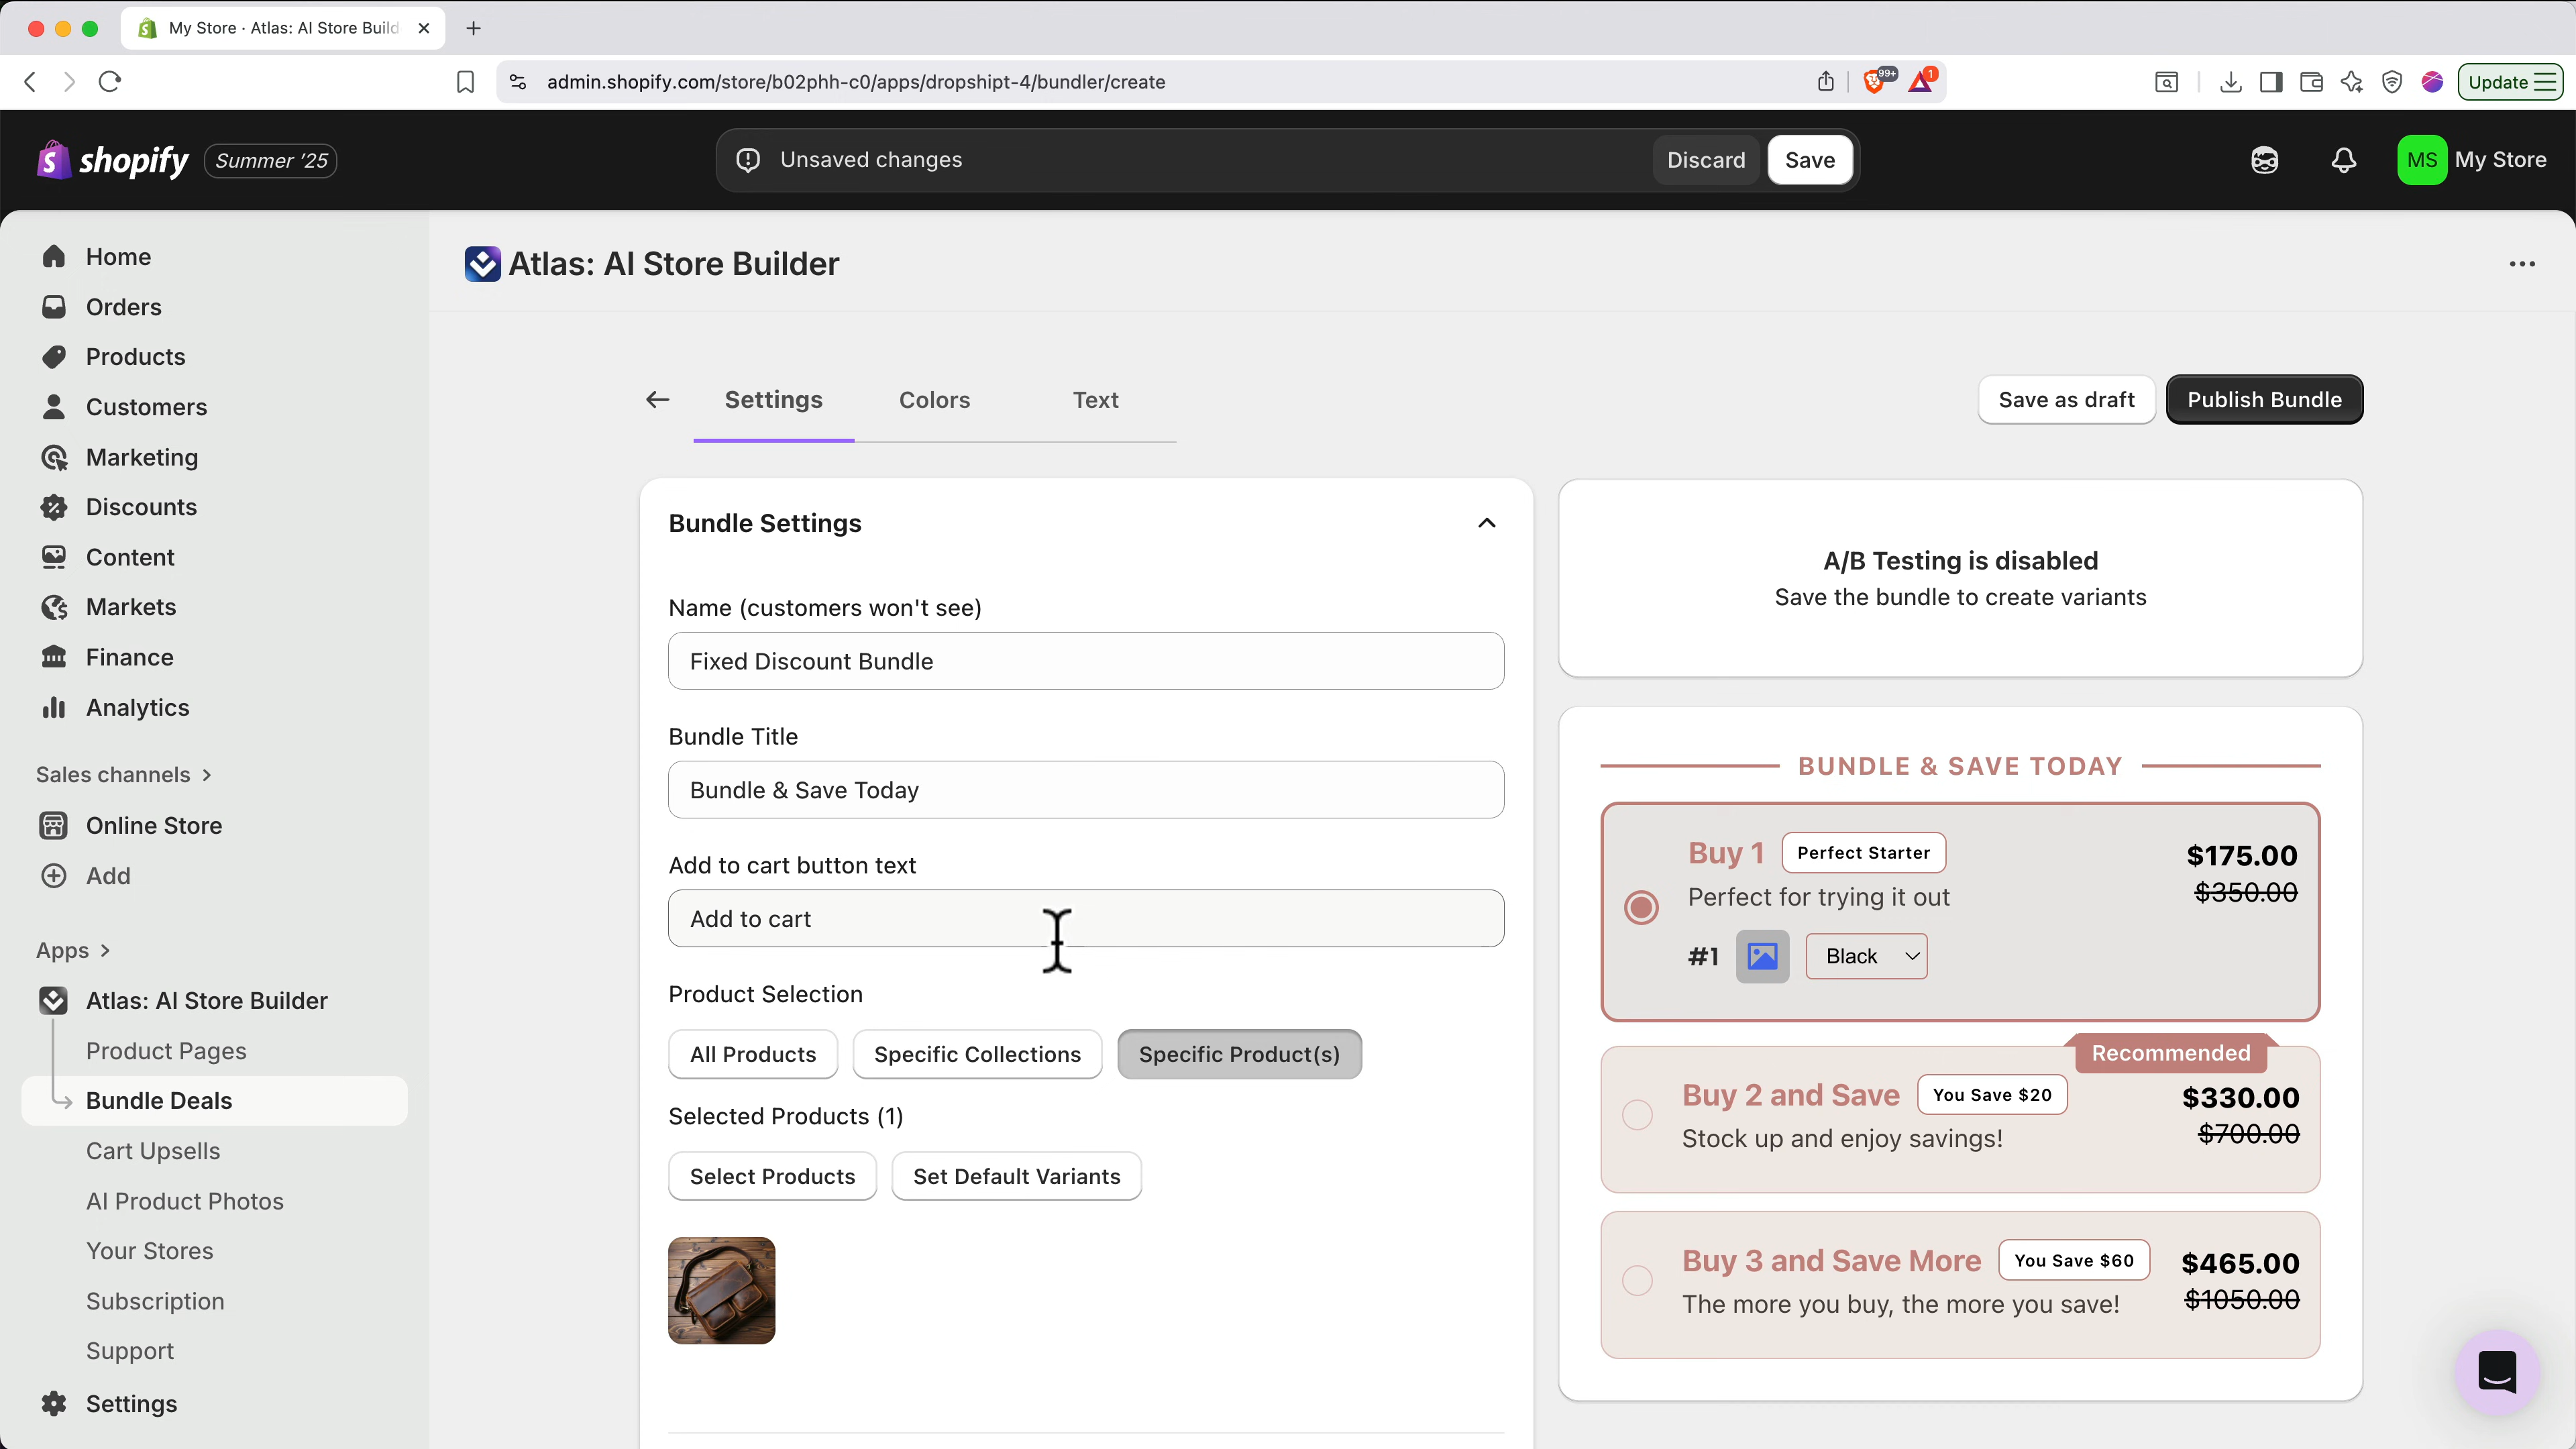 My Store · Atlas: AI Store Build
admin.shopify.com/store/b02phh-c0/apps/dropshipt-4/bundler/create
99+
1
Update
shopify
Summer '25
Unsaved changes
Discard
Save
MS
My Store
Home
Orders
Products
Customers
Marketing
Discounts
Content
Markets
Finance
Analytics
Sales channels
Online Store
Add
Apps
Atlas: AI Store Builder
Product Pages
Bundle Deals
Cart Upsells
AI Product Photos
Your Stores
Subscription
Support
Settings
Atlas: AI Store Builder
Settings
Colors
Text
Save as draft
Publish Bundle
Bundle Settings
Name (customers won't see)
Fixed Discount Bundle
Bundle Title
Bundle & Save Today
Add to cart button text
Add to cart
Product Selection
All Products
Specific Collections
Specific Product(s)
Selected Products (1)
Select Products
Set Default Variants
A/B Testing is disabled
Save the bundle to create variants
BUNDLE & SAVE TODAY
Buy 1
Perfect Starter
$175.00
Perfect for trying it out
$350.00
#1
Black
Recommended
Buy 2 and Save
You Save $20
$330.00
Stock up and enjoy savings!
$700.00
Buy 3 and Save More
You Save $60
$465.00
The more you buy, the more you save!
$1050.00